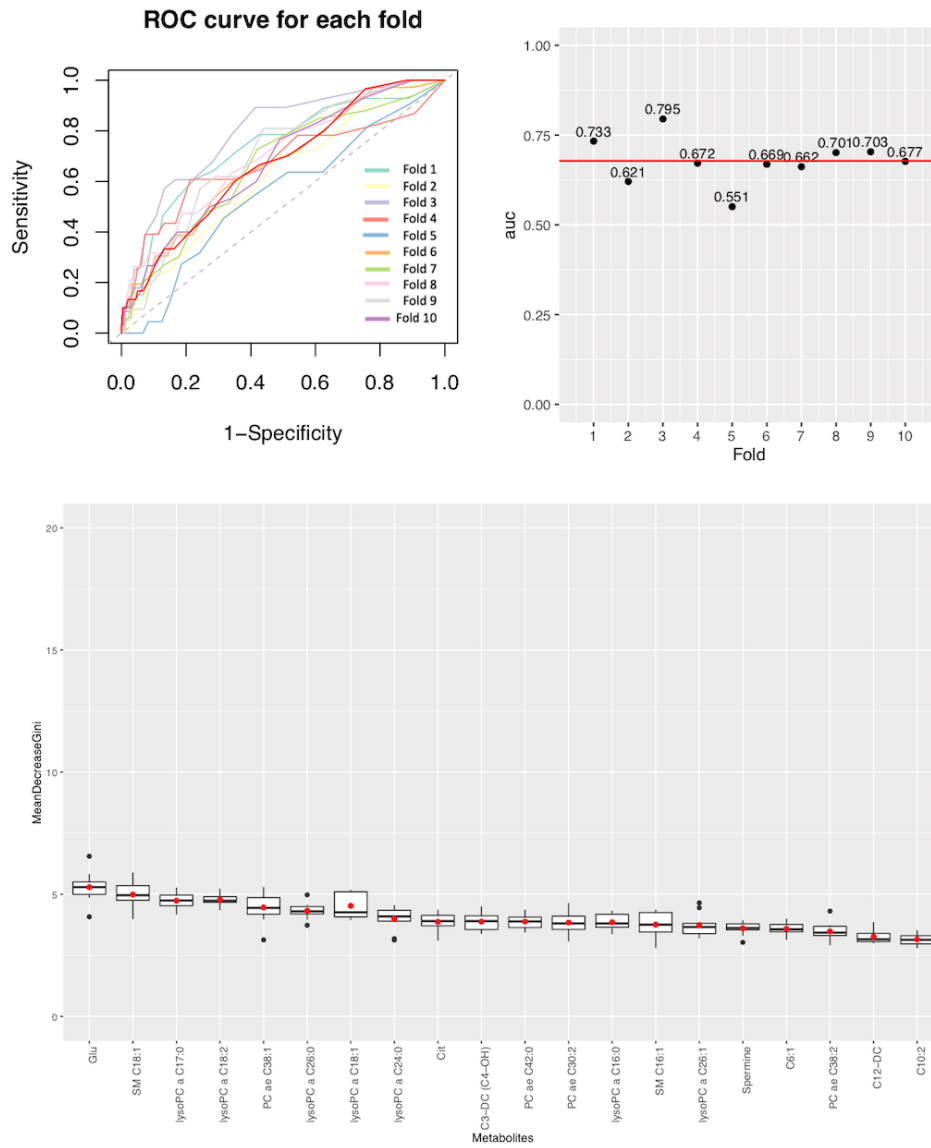 ROC curve for each fold
Sensitivity
1.0
0.8
0.6
0.4
0.2
0.0
Fold 1
Fold 2
Fold 3
Fold 4
Fold 5
Fold 6
Fold 7
Fold 8
Fold 9
Fold 10
0.0 0.2 0.4 0.6 0.8 1.0
1−Specificity
auc
1.00
0.75
0.50
0.25
0.00
0.733
0.621
0.795
0.672
0.551
0.669
0.662
0.701
0.703
0.677
1 2 3 4 5 6 7 8 9 10
Fold
MeanDecreaseGini
20
15
10
5
0
Glu
SM C18:1
lysoPC a C17:0
lysoPC a C18:2
PC ae C38:1
lysoPC a C26:0
lysoPC a C18:1
lysoPC a C24:0
Cit
C3−DC (C4−OH)
PC ae C42:0
PC ae C30:2
lysoPC a C16:0
SM C16:1
lysoPC a C26:1
Spermine
C6:1
PC ae C38:2
C12−DC
C10:2
Metabolites